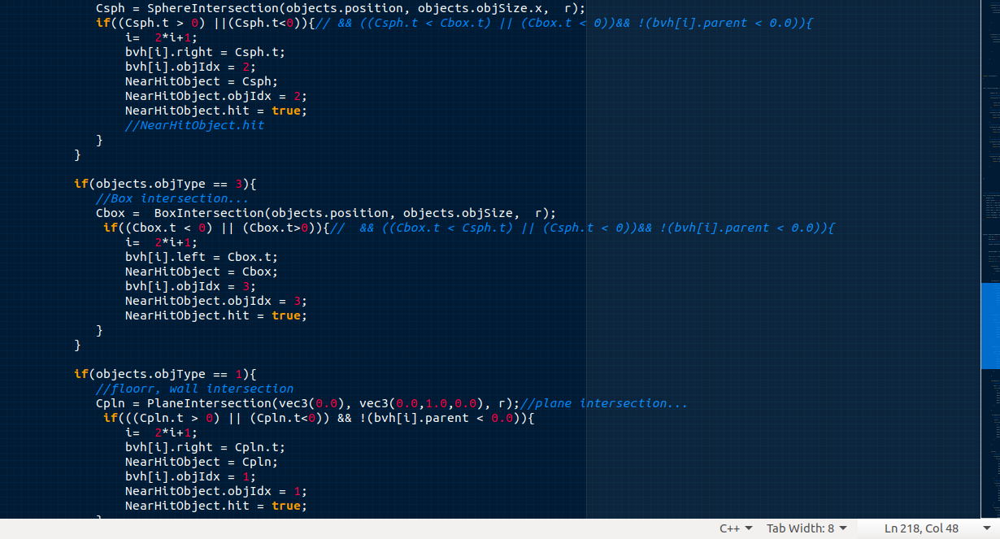 Csph = SphereIntersection(objects.position, objects.objSize.x,  r);
if((Csph.t > 0) ||(Csph.t<0)){// && ((Csph.t < Cbox.t) || (Cbox.t < 0))&& !(bvh[i].parent < 0.0)){
i=  2*i+1;
bvh[i].right = Csph.t;
bvh[i].objIdx = 2;
NearHitObject = Csph;
NearHitObject.objIdx = 2;
NearHitObject.hit = true;
//NearHitObject.hit
}
}
if(objects.objType == 3){
//Box intersection...
Cbox =  BoxIntersection(objects.position, objects.objSize,  r);
if((Cbox.t < 0) || (Cbox.t>0)){//  && ((Cbox.t < Csph.t) || (Csph.t < 0))&& !(bvh[i].parent < 0.0)){
i=  2*i+1;
bvh[i].left = Cbox.t;
NearHitObject = Cbox;
bvh[i].objIdx = 3;
NearHitObject.objIdx = 3;
NearHitObject.hit = true;
}
}
if(objects.objType == 1){
//floorr, wall intersection
Cpln = PlaneIntersection(vec3(0.0), vec3(0.0,1.0,0.0), r);//plane intersection...
if(((Cpln.t > 0) || (Cpln.t<0)) && !(bvh[i].parent < 0.0)){
i=  2*i+1;
bvh[i].right = Cpln.t;
NearHitObject = Cpln;
bvh[i].objIdx = 1;
NearHitObject.objIdx = 1;
NearHitObject.hit = true;
C++ Tab Width: 8 Ln 218, Col 48